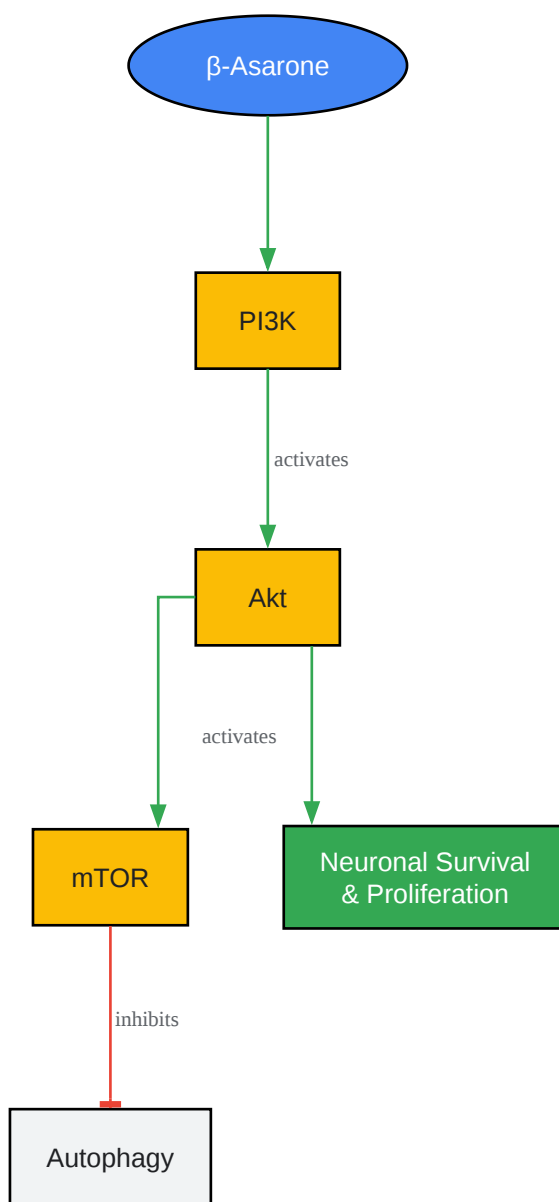 β-Asarone
PI3K
activates
Akt
activates
mTOR
Neuronal Survival
& Proliferation
inhibits
Autophagy